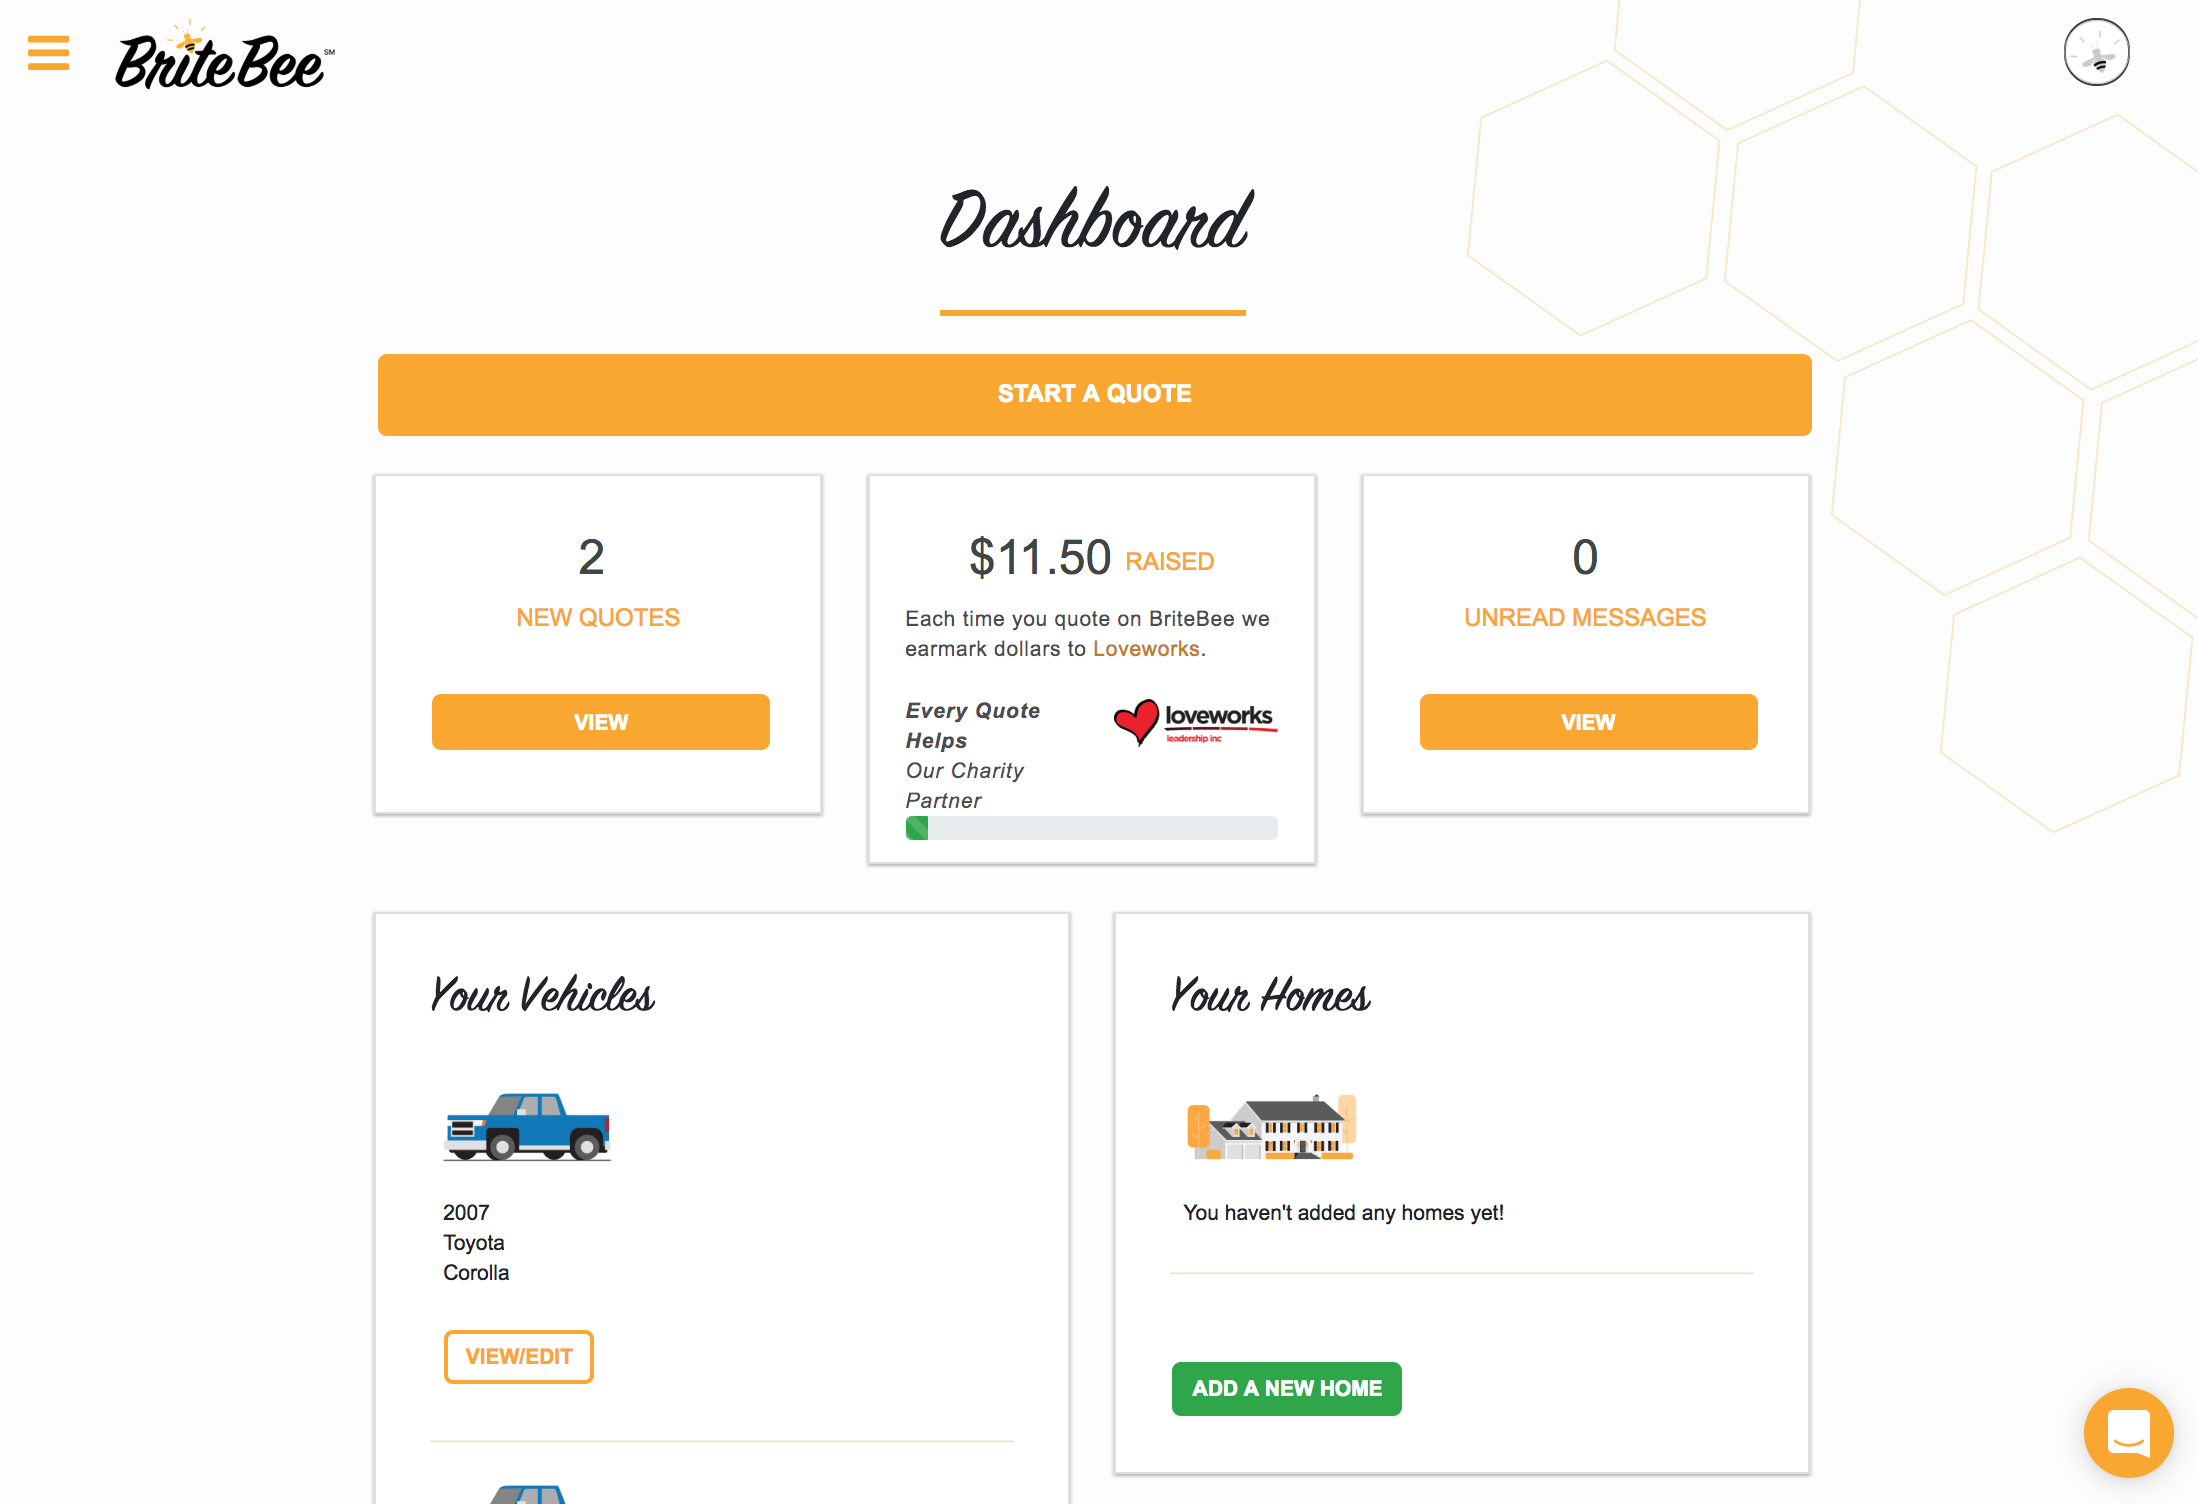 BriteBee℠
Dashboard
START A QUOTE
2
NEW QUOTES
VIEW
$11.50 RAISED
Each time you quote on BriteBee we
earmark dollars to Loveworks.
Every Quote
Helps
Our Charity
Partner
loveworks
leadership inc
0
UNREAD MESSAGES
VIEW
Your Vehicles
2007
Toyota
Corolla
VIEW/EDIT
Your Homes
You haven't added any homes yet!
ADD A NEW HOME